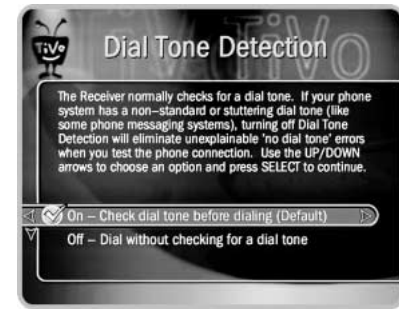 TiVo
Dial Tone Detection
The Receiver normally checks for a dial tone. If your phone
system has a non-standard or stuttering dial tone (like
some phone messaging systems), turning off Dial Tone
Detection will eliminate unexplainable 'no dial tone' errors
when you test the phone connection. Use the UP/DOWN
arrows to choose an option and press SELECT to continue.
On – Check dial tone before dialing (Default)
Off – Dial without checking for a dial tone